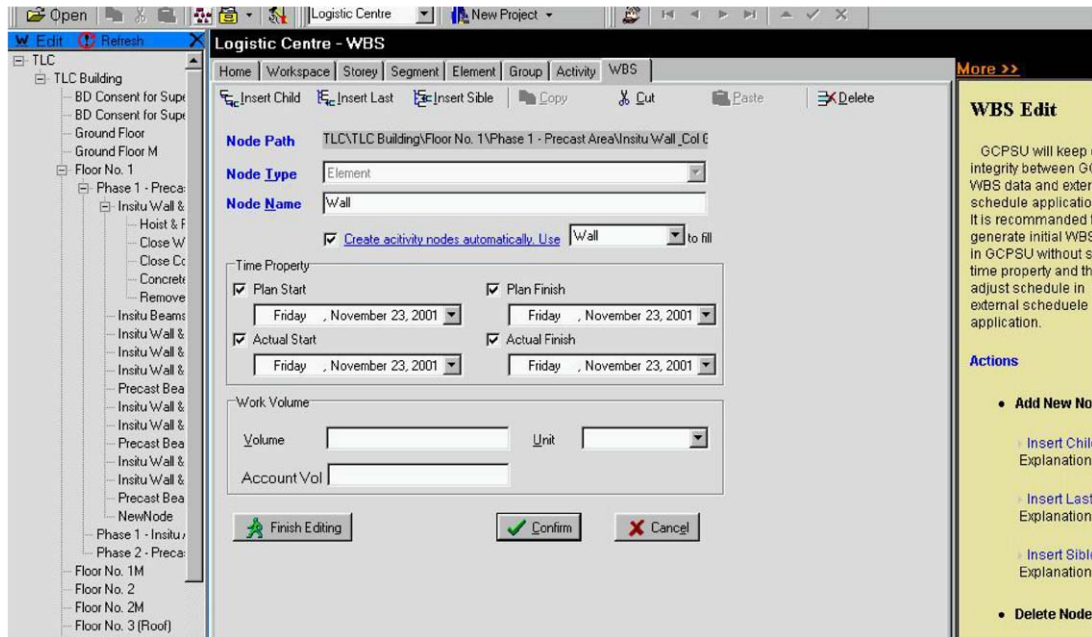 Open
Logistic Centre
New Project
W Edit Refresh
Logistic Centre - WBS
TLC
TLC Building
BD Consent for Supe
BD Consent for Supe
Ground Floor
Ground Floor M
Floor No. 1
Phase 1 - Precas
Insitu Wall &
Hoist & F
Close W
Close Co
Concrete
Remove
Insitu Beams
Insitu Wall &
Insitu Wall &
Insitu Wall &
Precast Bea
Insitu Wall &
Insitu Wall &
Precast Bea
Insitu Wall &
Insitu Wall &
Precast Bea
NewNode
Phase 1 - Insitu
Phase 2 - Precas
Floor No. 1M
Floor No. 2
Floor No. 2M
Floor No. 3 (Roof)
Home Workspace Storey Segment Element Group Activity WBS
Insert Child Insert Last Insert Sible Copy Cut Paste Delete
Node Path TLC\TLC Building\Floor No. 1\Phase 1 - Precast Area\Insitu Wall_Col G
Node Type Element
Node Name Wall
Create acitivity nodes automatically. Use Wall to fill
Time Property
Plan Start Plan Finish
Friday , November 23, 2001 Friday , November 23, 2001
Actual Start Actual Finish
Friday , November 23, 2001 Friday , November 23, 2001
Work Volume
Volume Unit
Account Vol
Finish Editing Confirm Cancel
More >>
WBS Edit
GCPSU will keep
integrity between GC
WBS data and exter
schedule applicatio
It is recommanded
generate initial WBS
in GCPSU without s
time property and th
adjust schedule in
external scheduele
application.
Actions
• Add New No
Insert Chil
Explanation
Insert Last
Explanation
Insert Sible
Explanation
• Delete Node